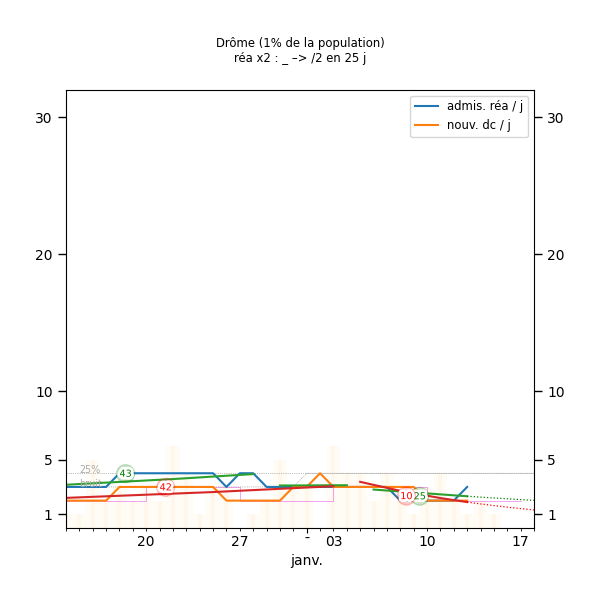 Drôme (1% de la population)
réa x2 : _ –> /2 en 25 j
admis. réa / j
nouv. dc / j
30 30
20 20
10 10
5 5
25%
43
42
10 25
1 1
20 27 - 03 10 17
janv.